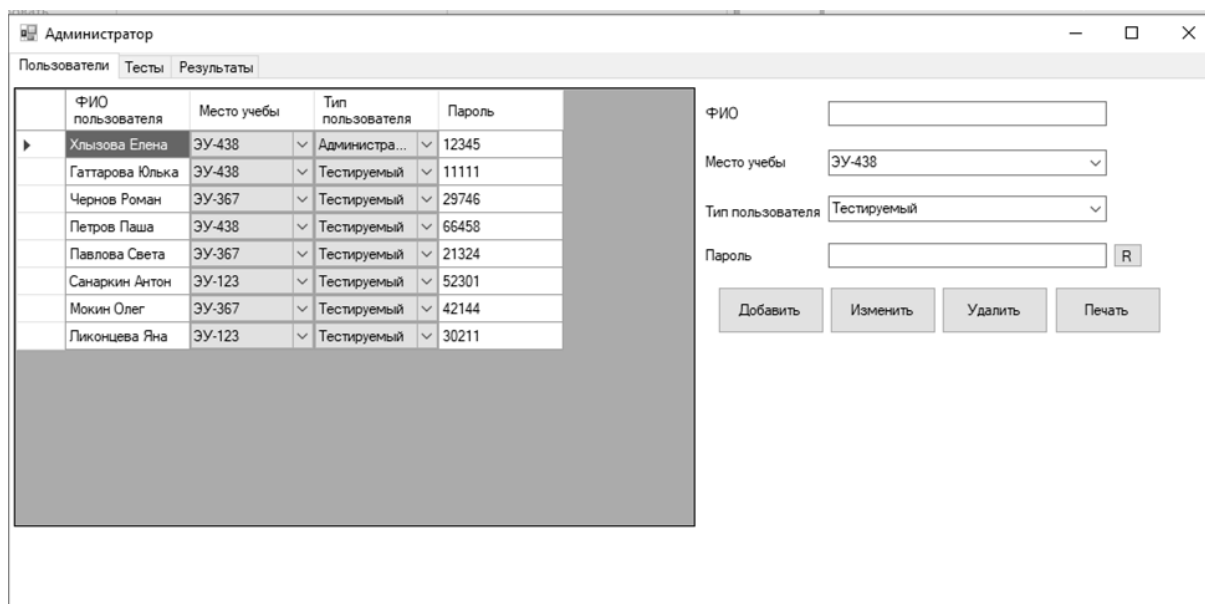 Администратор
Пользователи Тесты Результаты
ФИО пользователя Место учебы Тип пользователя Пароль
Хлызова Елена ЭУ-438 Администра... 12345
Гаттарова Юлька ЭУ-438 Тестируемый 11111
Чернов Роман ЭУ-367 Тестируемый 29746
Петров Паша ЭУ-438 Тестируемый 66458
Павлова Света ЭУ-367 Тестируемый 21324
Санаркин Антон ЭУ-123 Тестируемый 52301
Мокин Олег ЭУ-367 Тестируемый 42144
Ликонцева Яна ЭУ-123 Тестируемый 30211
ФИО
Место учебы ЭУ-438
Тип пользователя Тестируемый
Пароль R
Добавить Изменить Удалить Печать